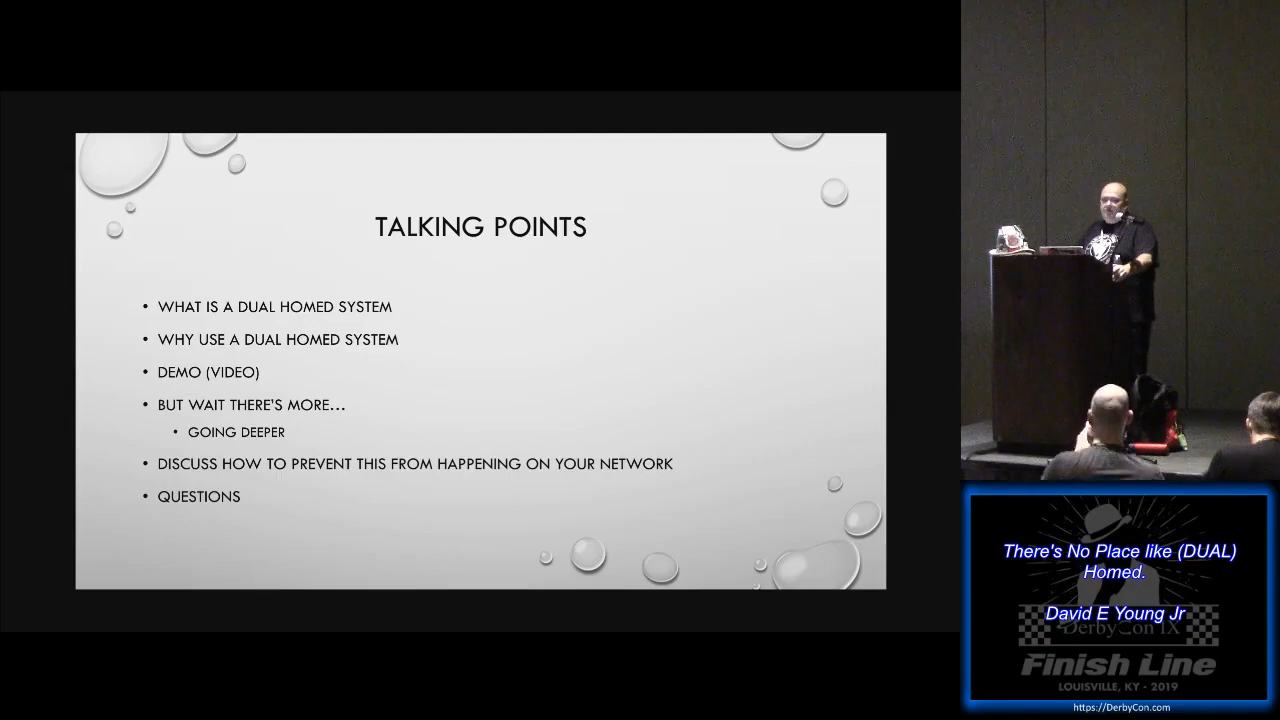 TALKING POINTS
• WHAT IS A DUAL HOMED SYSTEM
• WHY USE A DUAL HOMED SYSTEM
• DEMO (VIDEO)
• BUT WAIT THERE'S MORE...
• GOING DEEPER
• DISCUSS HOW TO PREVENT THIS FROM HAPPENING ON YOUR NETWORK
• QUESTIONS
There's No Place like (DUAL)
Homed.
David E Young Jr
DerbyCon IX
Finish Line
LOUISVILLE, KY - 2019
https://DerbyCon.com